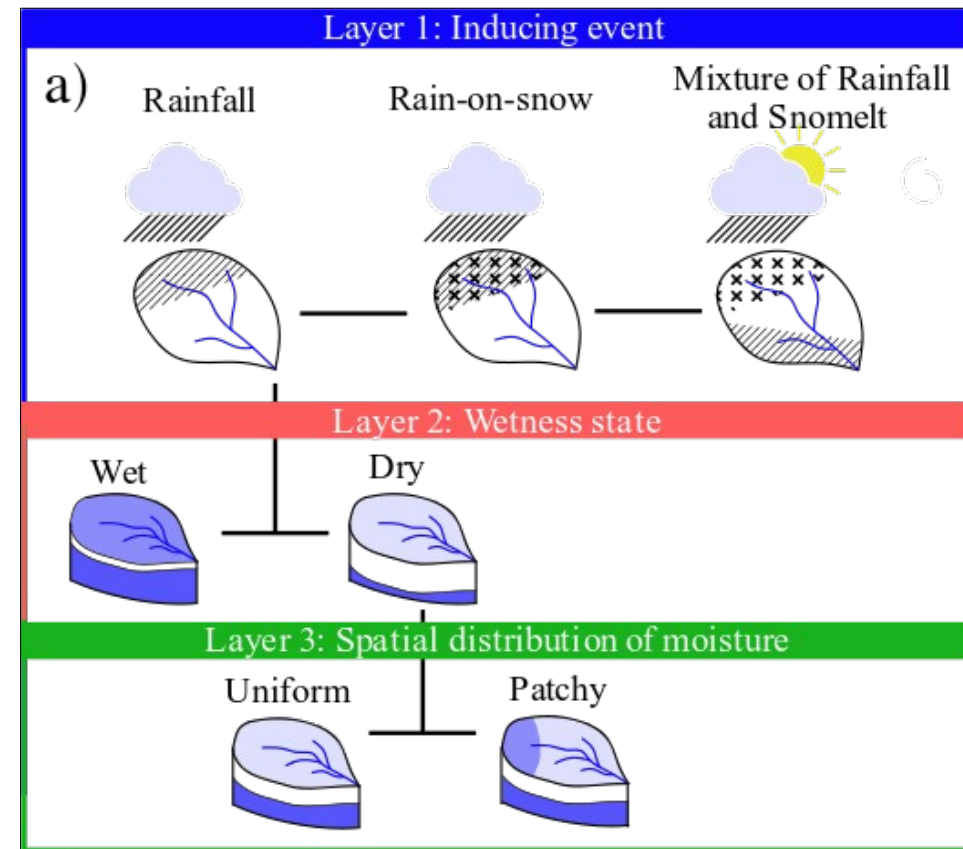 Layer 1: Inducing event
a)
Rainfall
Rain-on-snow
Mixture of Rainfall
and Snomelt
Layer 2: Wetness state
Wet
Dry
Layer 3: Spatial distribution of moisture
Uniform
Patchy